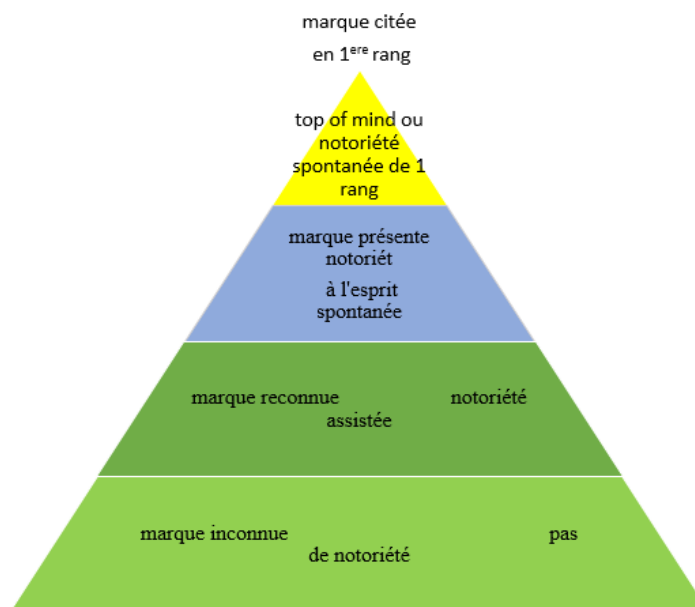 marque citée
en 1ere rang
top of mind ou
notoriété
spontanée de 1
rang
marque présente
notoriét
à l'esprit
spontanée
marque reconnue notoriété
assistée
marque inconnue pas
de notoriété